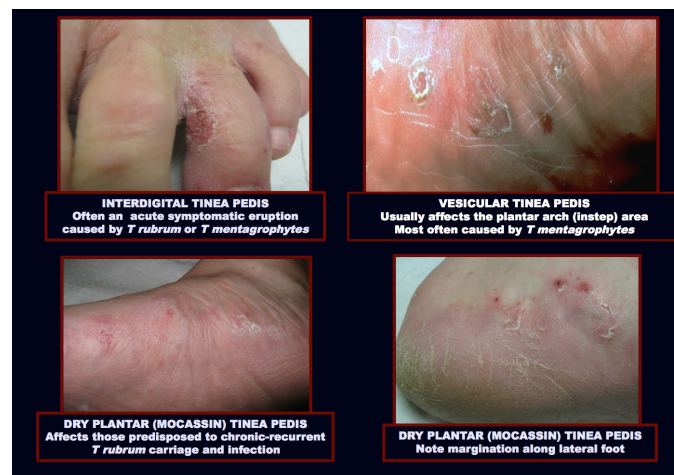 INTERDIGITAL TINEA PEDIS
Often an acute symptomatic eruption
caused by T rubrum or T mentagrophytes
VESICULAR TINEA PEDIS
Usually affects the plantar arch (instep) area
Most often caused by T mentagrophytes
DRY PLANTAR (MOCASSIN) TINEA PEDIS
Affects those predisposed to chronic-recurrent
T rubrum carriage and infection
DRY PLANTAR (MOCASSIN) TINEA PEDIS
Note margination along lateral foot